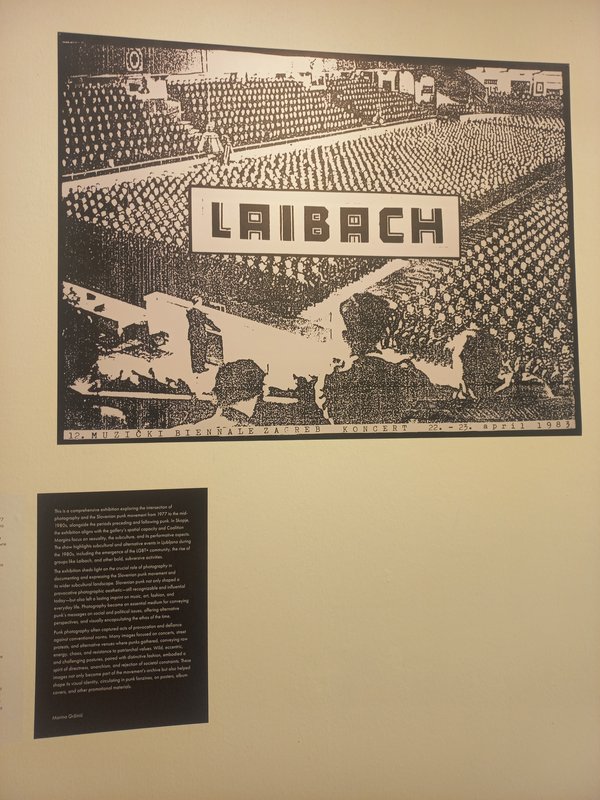 LAIBACH
12. MUZIČKI BIENNALE ZAGREB KONCERT 22. - 23. april 1983
This is a comprehensive exhibition exploring the intersection of
photography and the Slovenian punk movement from 1977 to the mid-
1980s, alongside the periods preceding and following punk. In Skopje,
the exhibition aligns with the gallery's spatial capacity and Coalition
Margins focus on sexuality, the subculture, and its performative aspects.
The show highlights subcultural and alternative events in Ljubljana during
the 1980s, including the emergence of the LGBT+ community, the rise of
groups like Laibach, and other bold, subversive activities.
The exhibition sheds light on the crucial role of photography in
documenting and expressing the Slovenian punk movement and
its wider subcultural landscape. Slovenian punk not only shaped a
provocative photographic aesthetic—still recognizable and influential
today—but also left a lasting imprint on music, art, fashion, and
everyday life. Photography became an essential medium for conveying
punk's messages on social and political issues, offering alternative
perspectives, and visually encapsulating the ethics of the time.
Punk photography often captured acts of provocation and defiance
against conventional norms. Many images focused on concerts, street
protests, and alternative venues where punks gathered, conveying raw
energy, chaos, and resistance to patriarchal values. Wild, eccentric,
and challenging postures, paired with distinctive fashion, embodied a
spirit of directness, anarchism, and rejection of societal constraints. These
images not only became part of the movement's archive but also helped
shape its visual identity, circulating in punk fanzines, on posters, album
covers, and other promotional materials.
Marina Gržinić